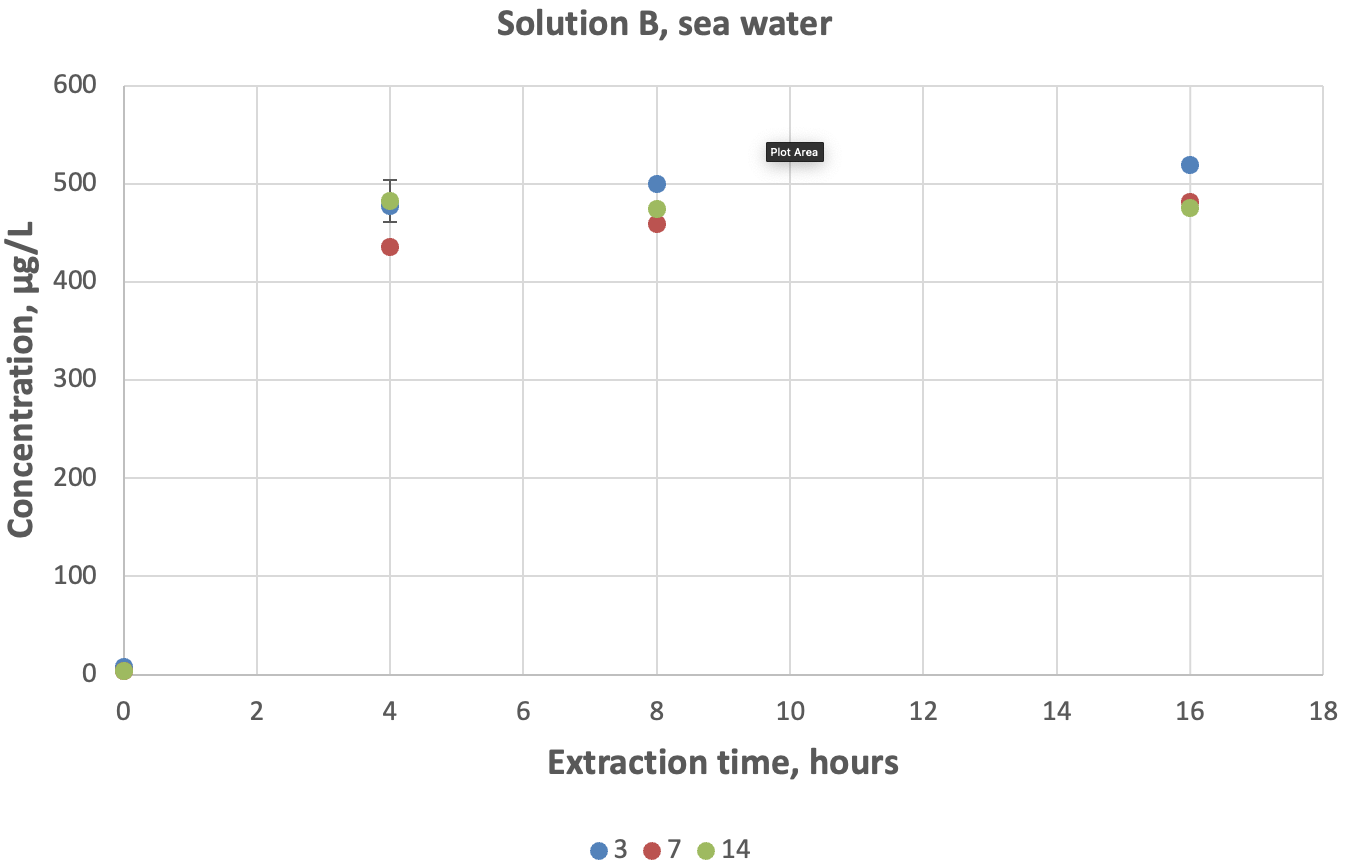 Solution B, sea water
600
500
400
300
200
100
0
Concentration, µg/L
Plot Area
0 2 4 6 8 10 12 14 16 18
Extraction time, hours
3 7 14